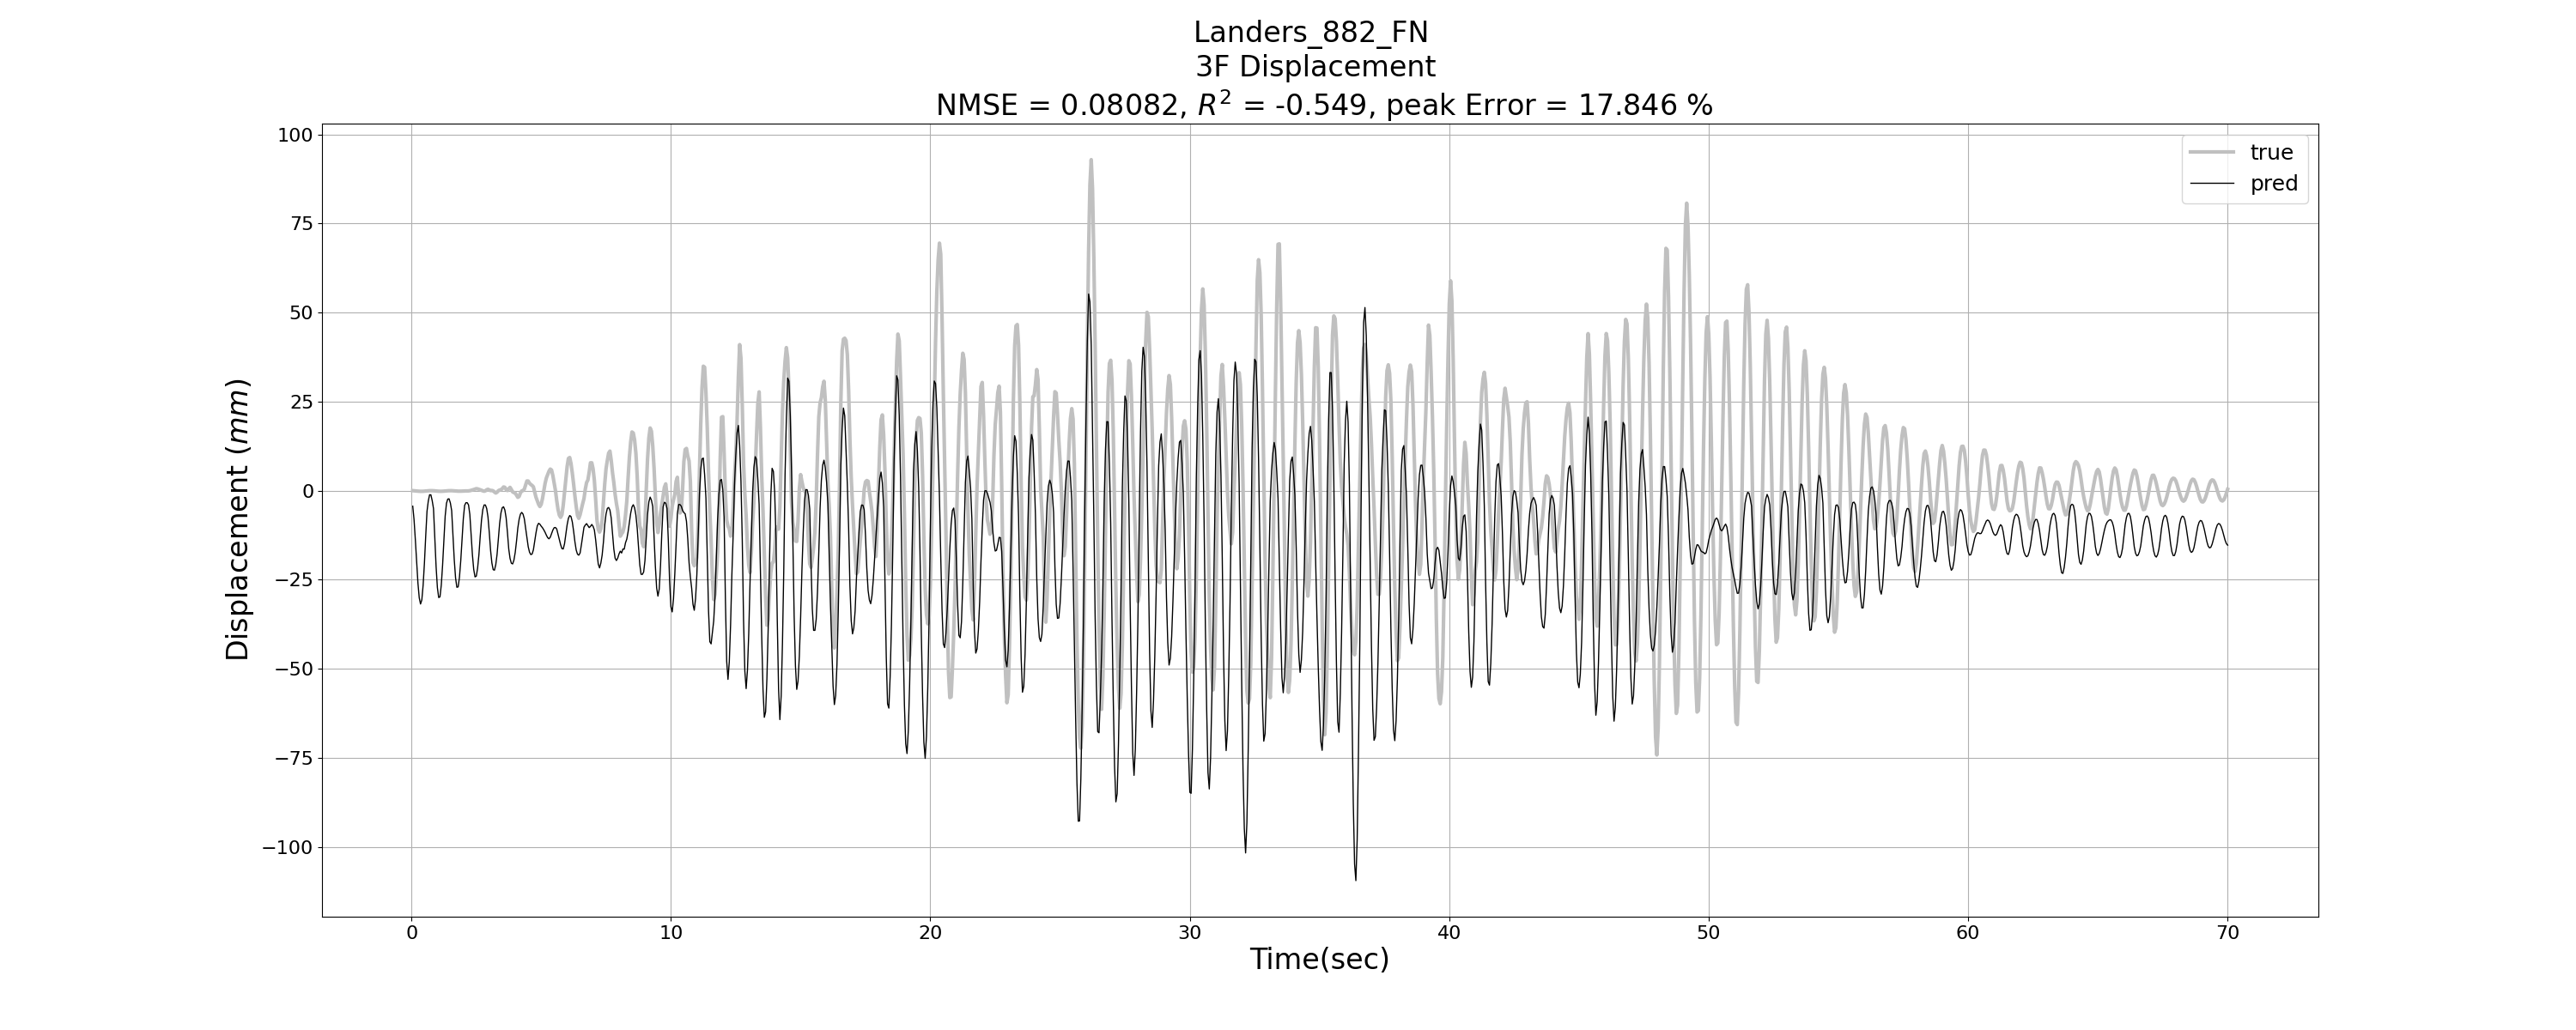 Landers_882_FN
3F Displacement
NMSE = 0.08082, R² = -0.549, peak Error = 17.846 %
100
75
50
25
0
−25
−50
−75
−100
Displacement (mm)
true
pred
0 10 20 30 40 50 60 70
Time(sec)